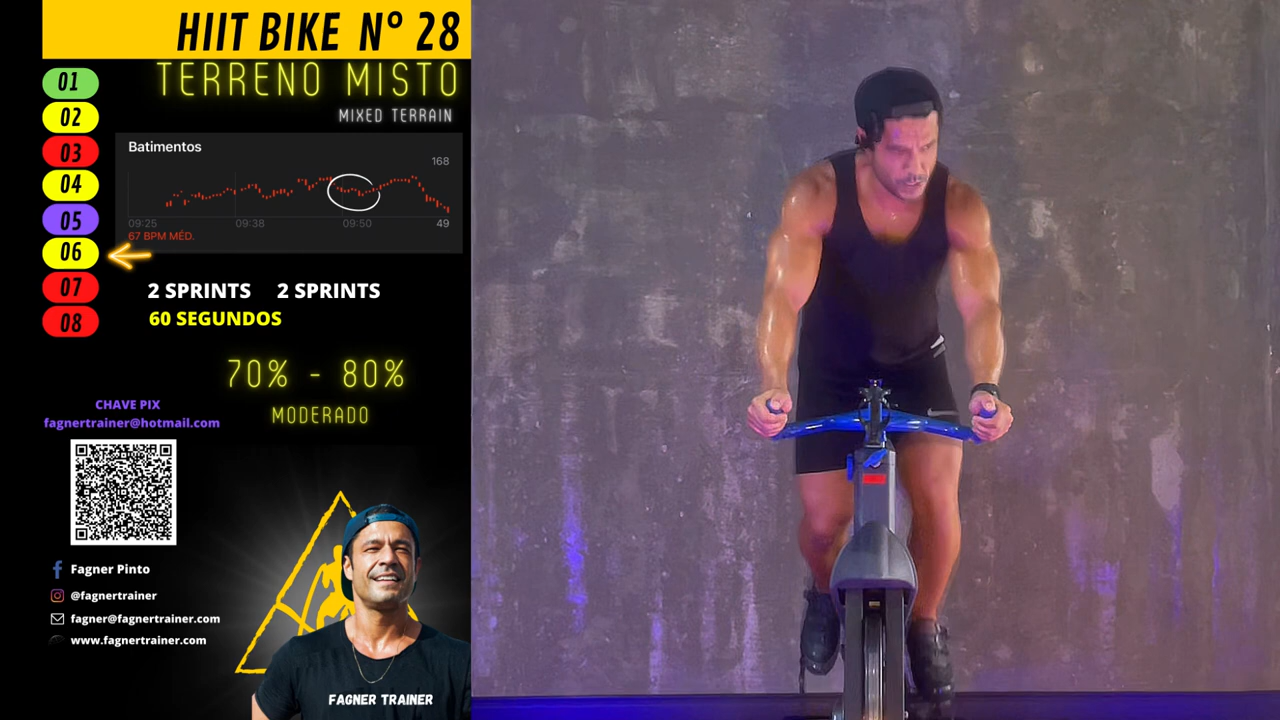 HIIT BIKE Nº 28
TERRENO MISTO
MIXED TERRAIN
01
02
03
04
05
06
07
08
Batimentos
168
09:25
09:38
09:50
49
67 BPM MÉD.
2 SPRINTS 2 SPRINTS
60 SEGUNDOS
70% - 80%
MODERADO
CHAVE PIX
fagnertrainer@hotmail.com
Fagner Pinto
@fagnertrainer
fagner@fagnertrainer.com
www.fagnertrainer.com
FAGNER TRAINER